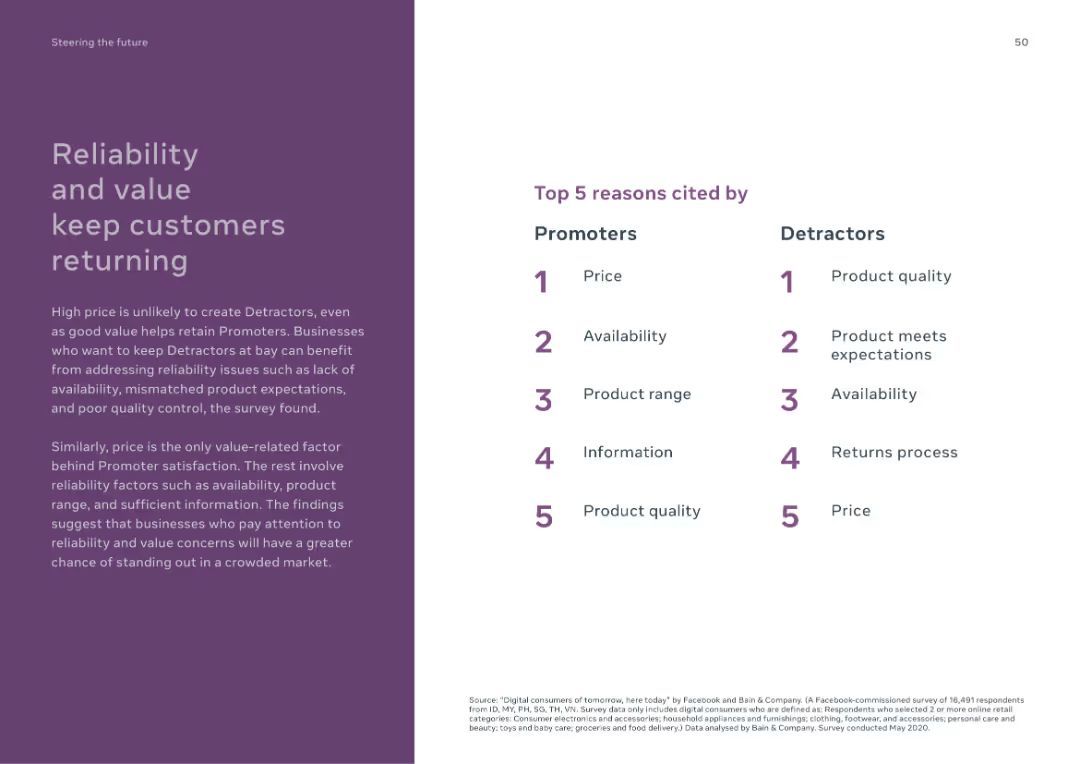 Steering the future
50
Reliability
and value
keep customers
returning
High price is unlikely to create Detractors, even
as good value helps retain Promoters. Businesses
who want to keep Detractors at bay can benefit
from addressing reliability issues such as lack of
availability, mismatched product expectations,
and poor quality control, the survey found.
Similarly, price is the only value-related factor
behind Promoter satisfaction. The rest involve
reliability factors such as availability, product
range, and sufficient information. The findings
suggest that businesses who pay attention to
reliability and value concerns will have a greater
chance of standing out in a crowded market.
Top 5 reasons cited by
Promoters
1 Price
2 Availability
3 Product range
4 Information
5 Product quality
Detractors
1 Product quality
2 Product meets
expectations
3 Availability
4 Returns process
5 Price
Source: "Digital consumers of tomorrow, here today" by Facebook and Bain & Company. (A Facebook-commissioned survey of 16,491 respondents
from ID, MY, PH, SG, TH, VN. Survey data only includes digital consumers who are defined as: Respondents who selected 2 or more online retail
categories: Consumer electronics and accessories; household appliances and furnishings; clothing, footwear, and accessories; personal care and
beauty; toys and baby care; groceries and food delivery.) Data analysed by Bain & Company. Survey conducted May 2020.